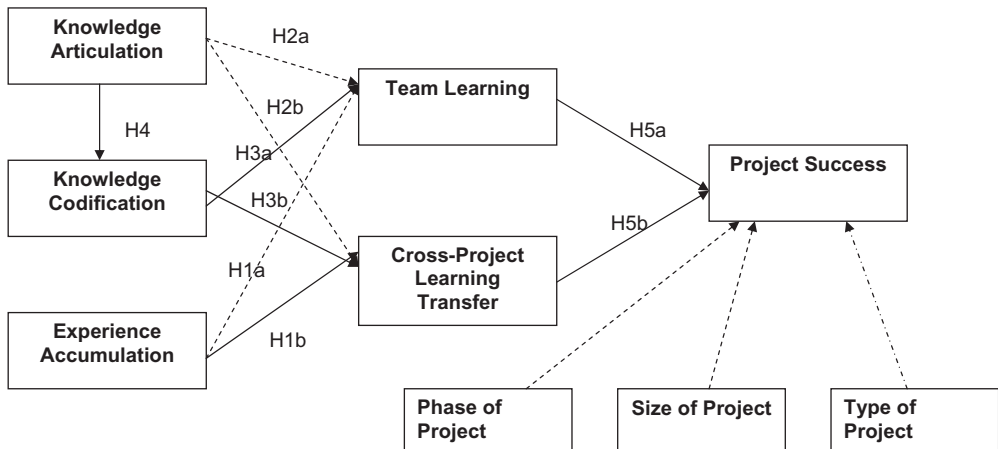 Knowledge
Articulation
H2a
Team Learning
H2b
H4
H5a
H3a
Knowledge
Codification
Project Success
H3b
H5b
Cross-Project
Learning
Transfer
H1a
Experience
Accumulation
H1b
Phase of
Project
Size of Project
Type of
Project